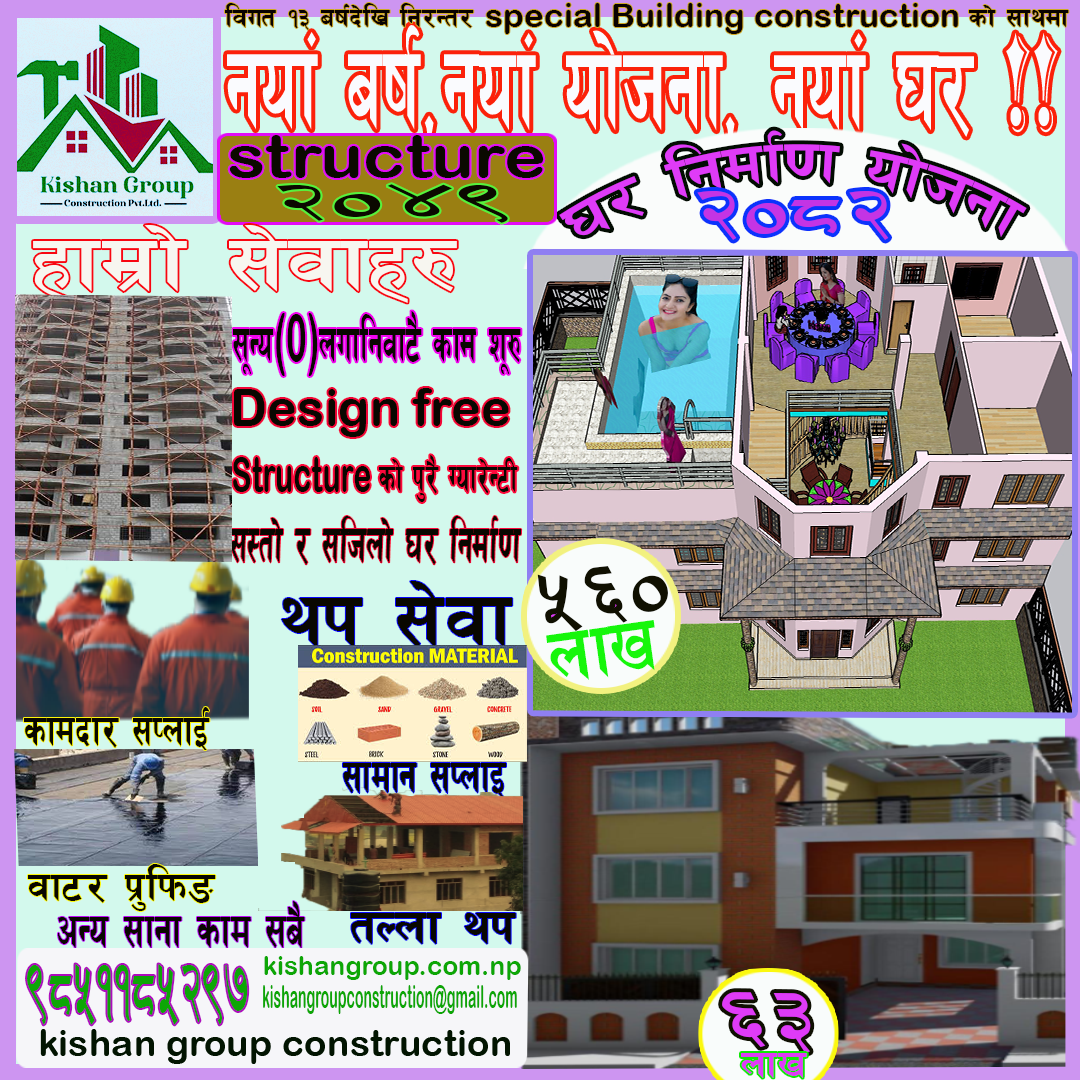 विगत १३ बर्षदेखि निरन्तर special Building construction को साथमा
नयां बर्ष,नयां योजना, नयां घर !!
Kishan Group
Construction Pvt.Ltd.
structure
२०४९
घर निर्माण योजना
२०८२
हाम्रो सेवाहरु
सून्य(0)लगानिवाटै काम शूरु
Design free
Structure को पुरै ग्यारेन्टी
सस्तो र सजिलो घर निर्माण
५६०
लाख
थप सेवा
Construction MATERIAL
SOIL SAND GRAVEL CONCRETE
STEEL BRICK STONE WOOD
कामदार सप्लाई
सामान सप्लाइ
वाटर प्रुफिङ
अन्य साना काम सबै
तल्ला थप
९८५११८५२९७
kishangroup.com.np
kishangroupconstruction@gmail.com
kishan group construction
६३
लाख